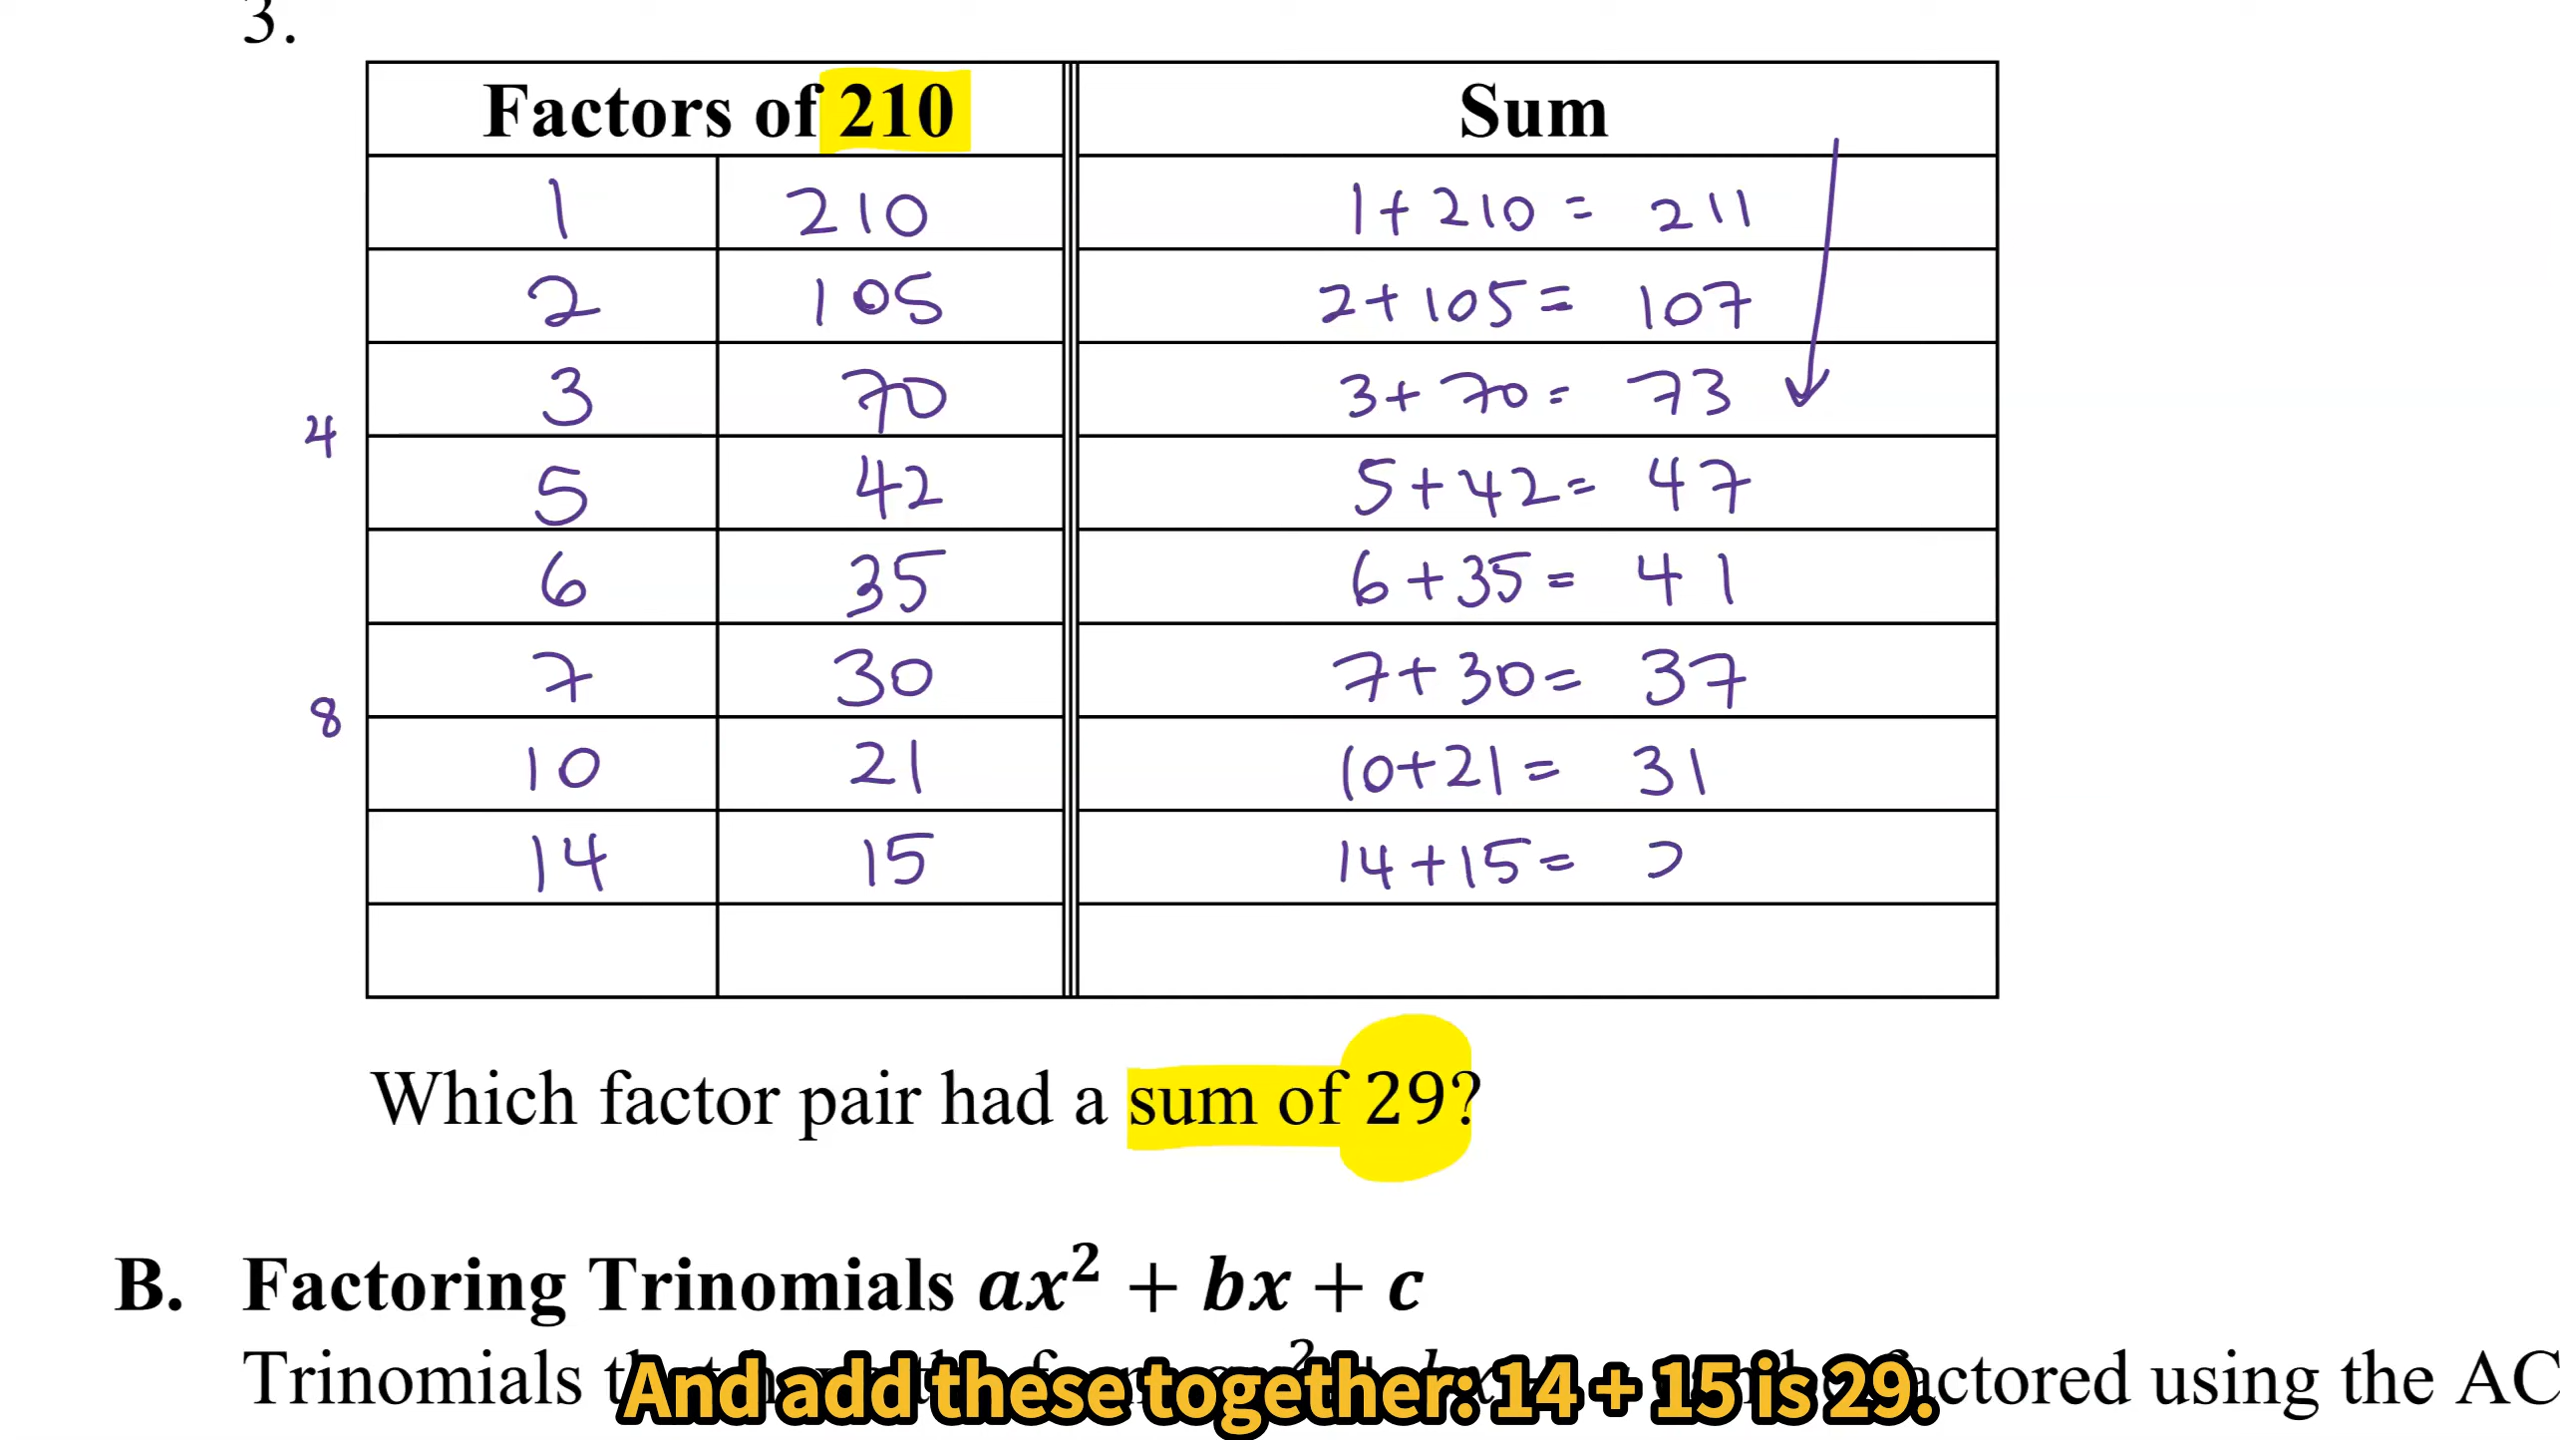 3.
Factors of 210 Sum
1 210 1 + 210 = 211
2 105 2 + 105 = 107
3 70 3 + 70 = 73
4
5 42 5 + 42 = 47
6 35 6 + 35 = 41
7 30 7 + 30 = 37
8
10 21 10 + 21 = 31
14 15 14 + 15 =
Which factor pair had a sum of 29?
B. Factoring Trinomials ax² + bx + c
Trinomials factored using the AC
And add these together: 14 + 15 is 29.